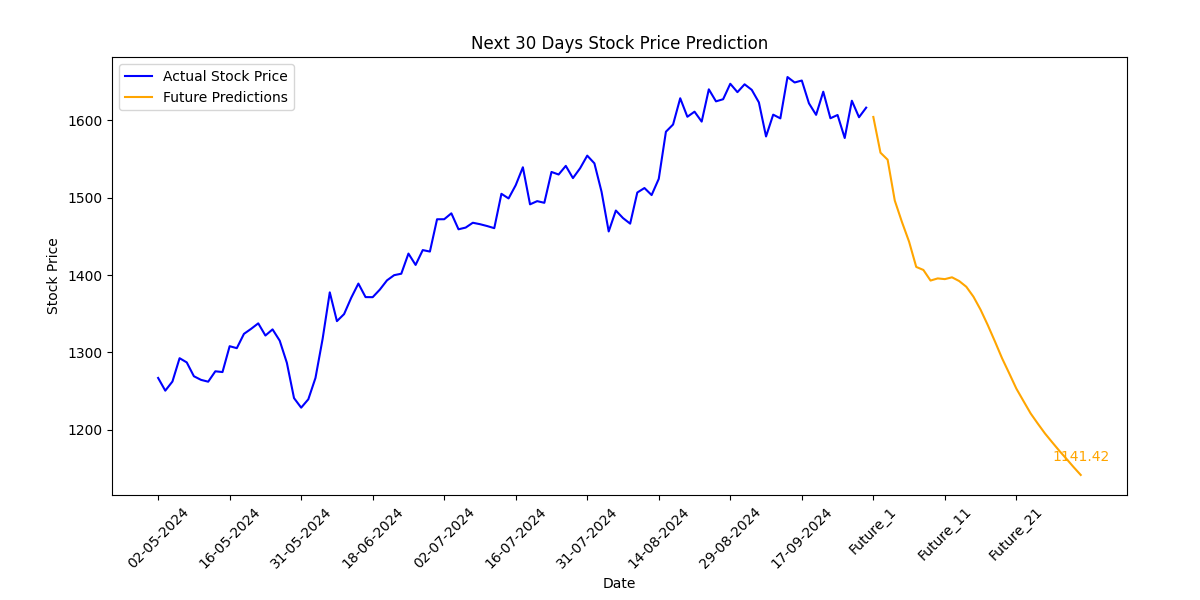 Next 30 Days Stock Price Prediction
Actual Stock Price
Future Predictions
Stock Price
1600
1500
1400
1300
1200
1141.42
02-05-2024
16-05-2024
31-05-2024
18-06-2024
02-07-2024
16-07-2024
31-07-2024
14-08-2024
29-08-2024
17-09-2024
Future_1
Future_11
Future_21
Date